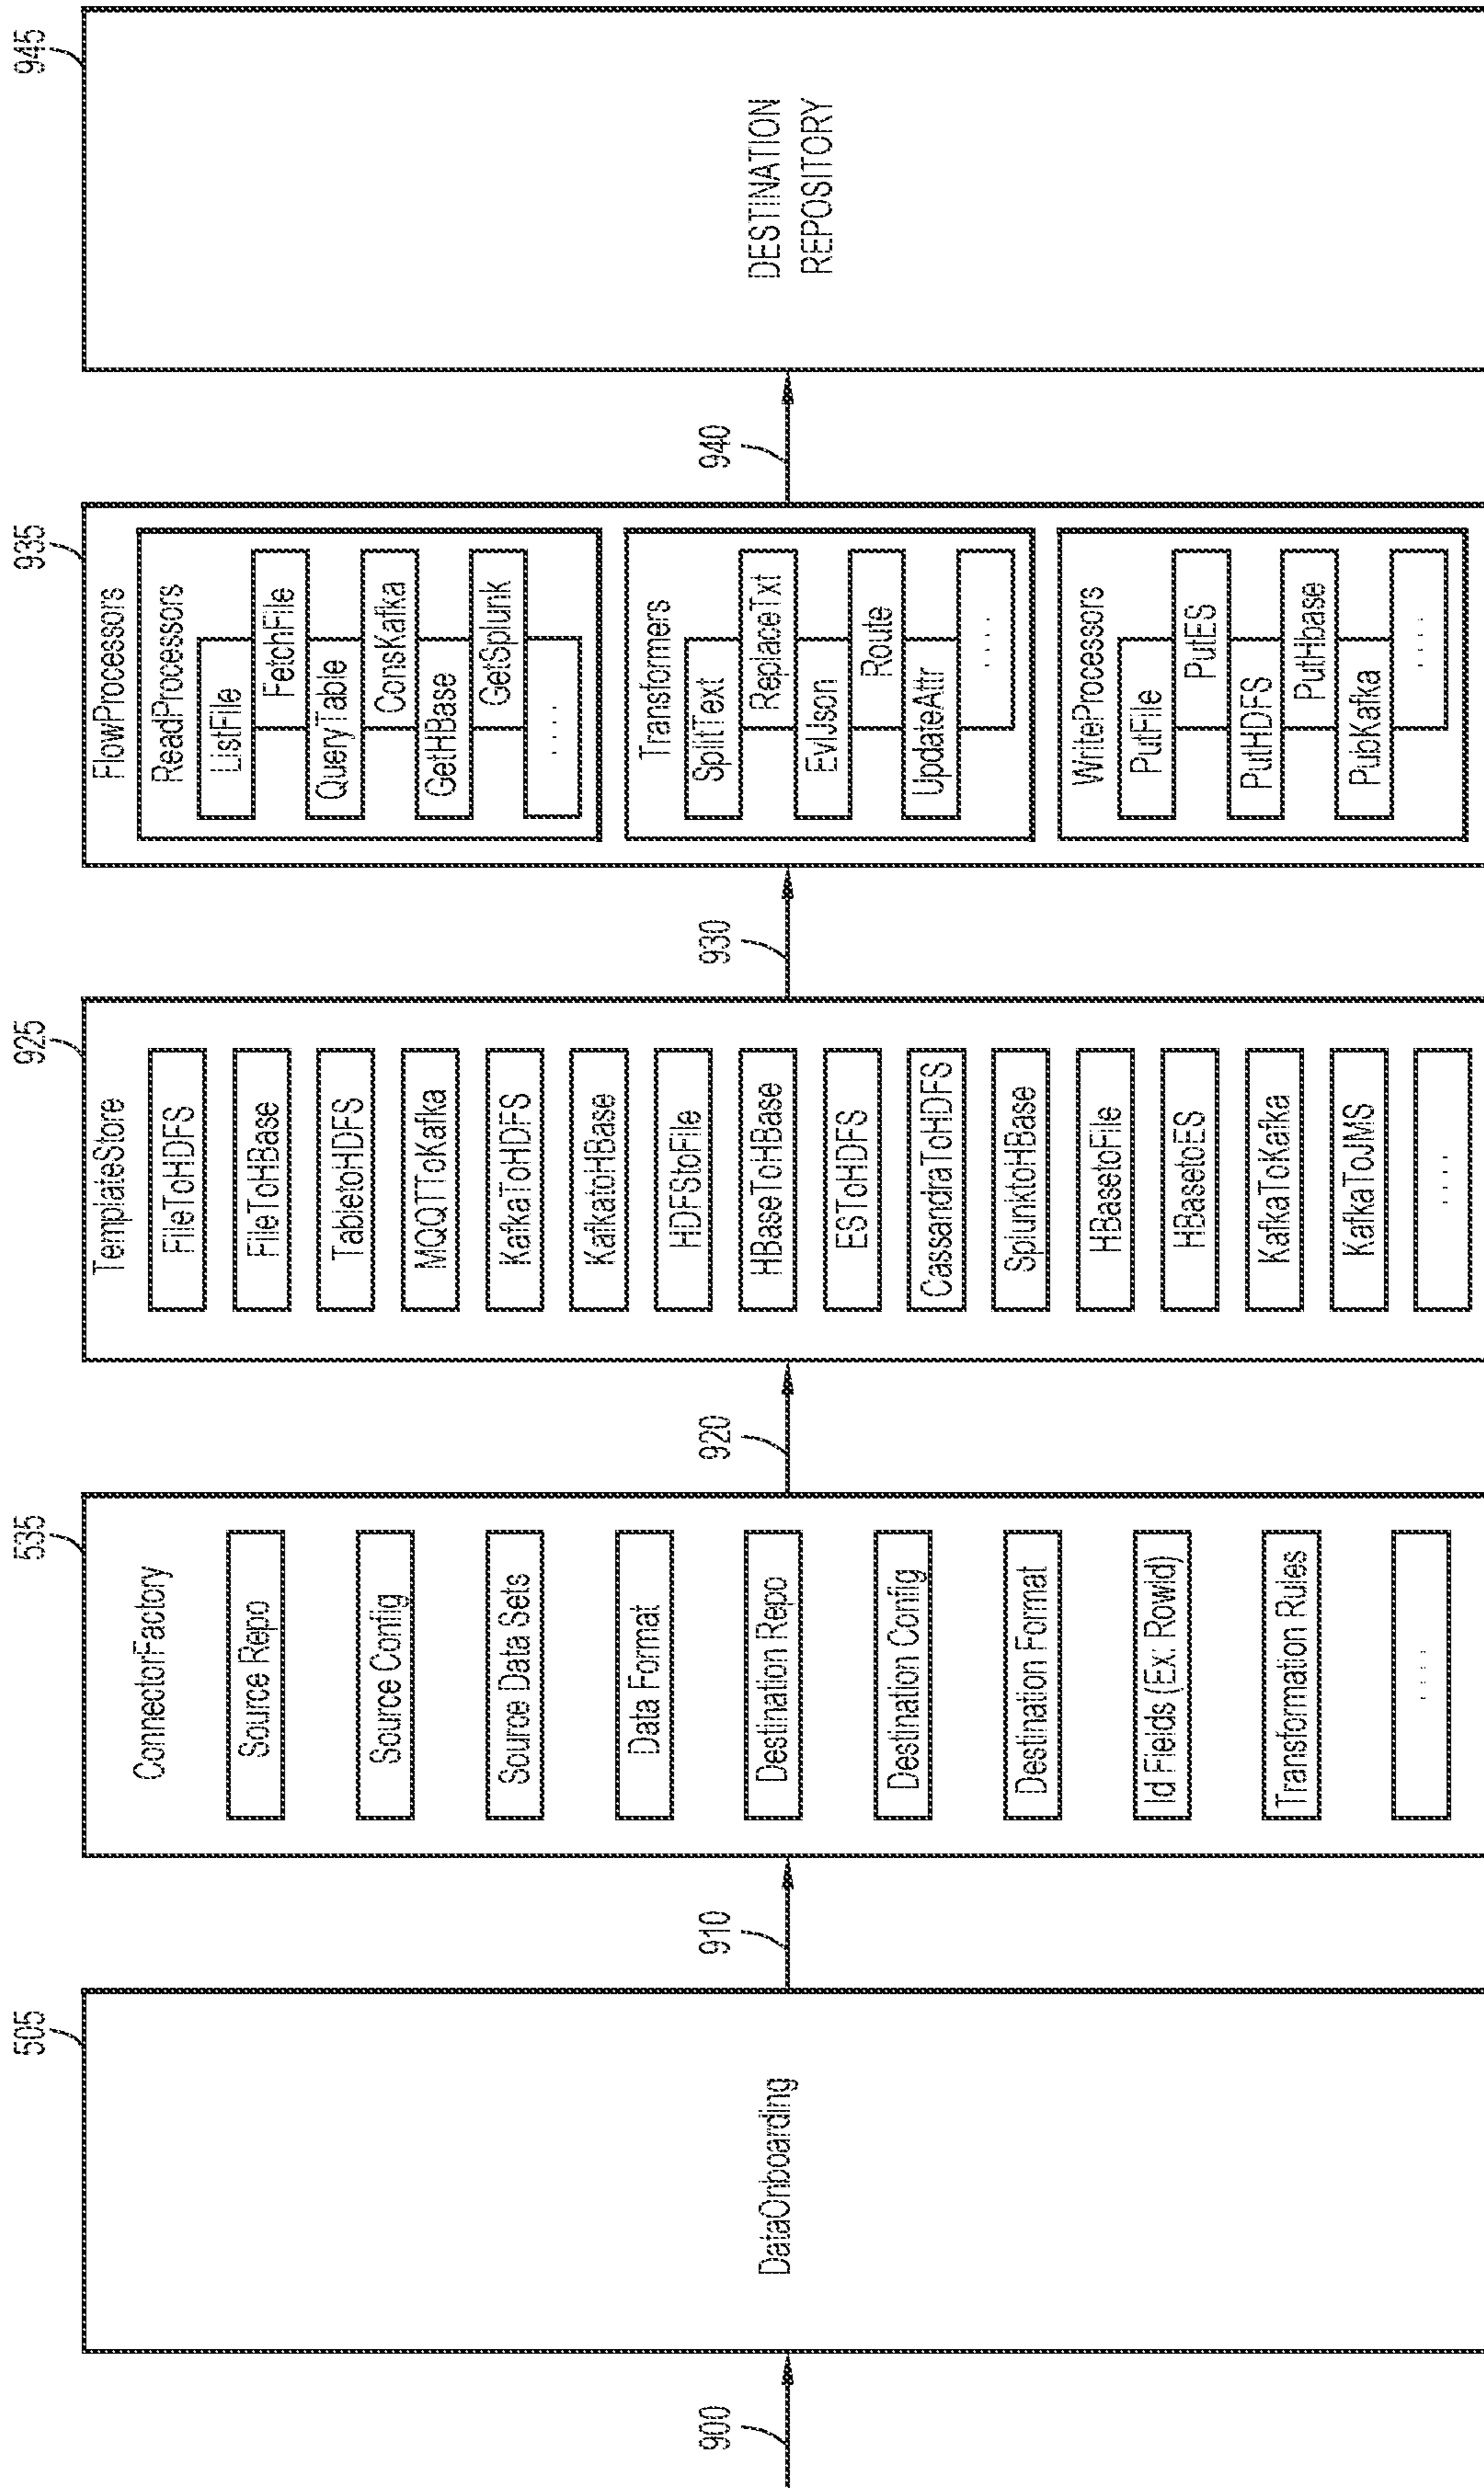 900
505
DataOnboarding
910
535
ConnectorFactory
Source Repo
Source Config
Source Data Sets
Data Format
Destination Repo
Destination Config
Destination Format
Id Fields (Ex: RowId)
Transformation Rules
....
920
925
TemplateStore
FileToHDFS
FileToHBase
TabletoHDFS
MQQTToKafka
KafkaToHDFS
KafkatoHBase
HDFStoFile
HBaseToHBase
ESToHDFS
CassandraToHDFS
SplunktoHBase
HBasetoFile
HBasetoES
KafkaToKafka
KafkaToJMS
....
930
935
FlowProcessors
ReadProcessors
ListFile
FetchFile
QueryTable
ConsKafka
GetHBase
GetSplunk
....
Transformers
SplitText
ReplaceTxt
EvlJson
Route
UpdateAttr
....
WriteProcessors
PutFile
PutES
PutHDFS
PutHbase
PubKafka
....
940
945
DESTINATION
REPOSITORY